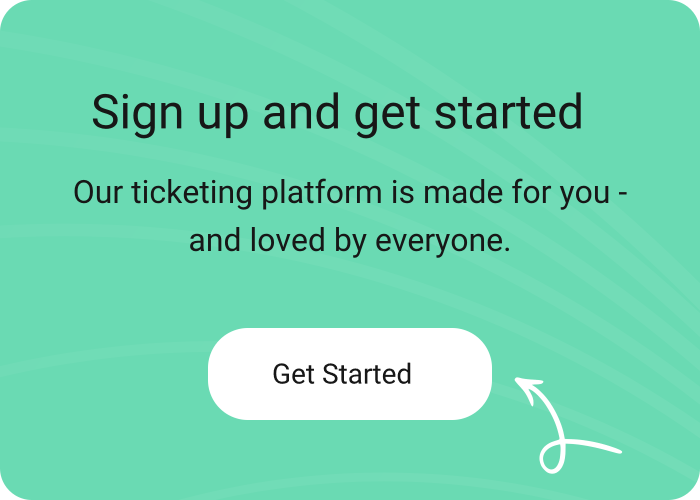 Sign up and get started
Our ticketing platform is made for you -
and loved by everyone.
Get Started